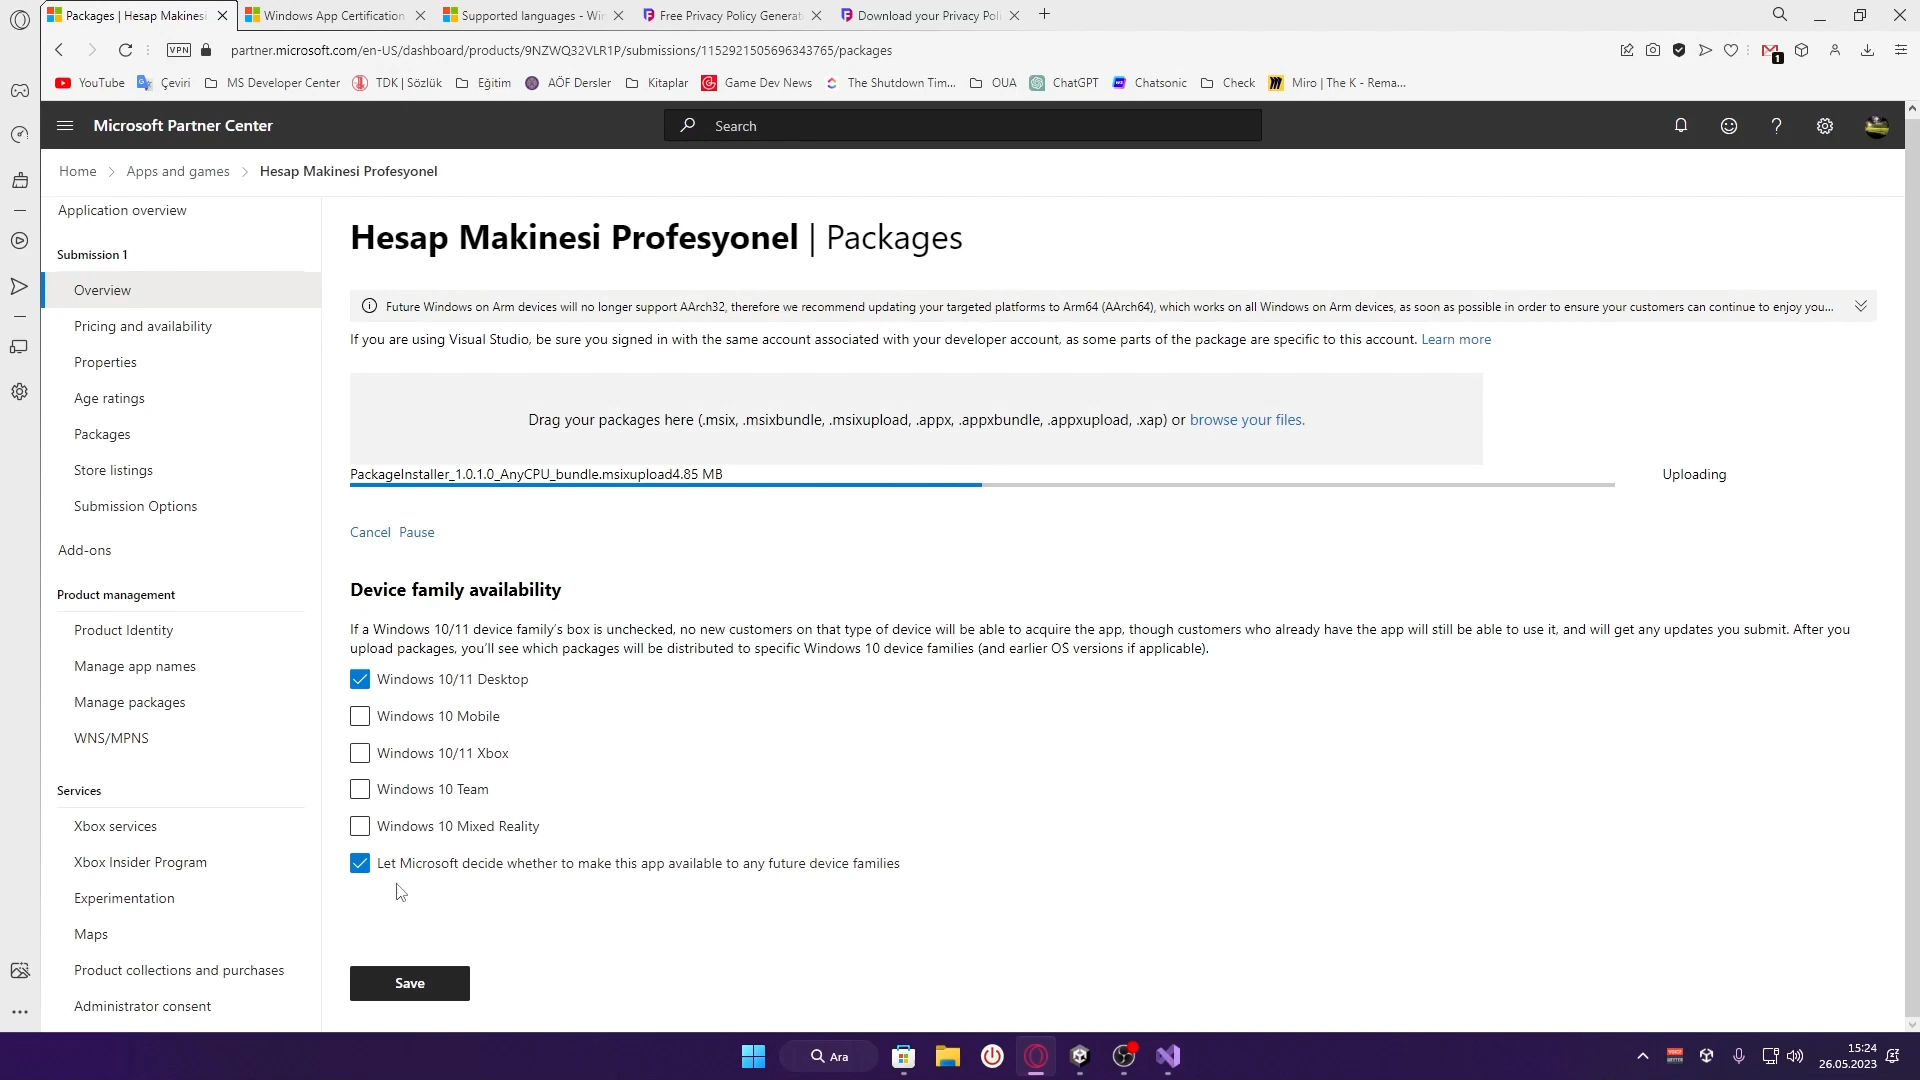 Packages | Hesap Makinesi
Windows App Certification
Supported languages - Wi
Free Privacy Policy Generat
Download your Privacy Poli
VPN
partner.microsoft.com/en-US/dashboard/products/9NZWQ32VLR1P/submissions/1152921505696343765/packages
1
YouTube
Çeviri
MS Developer Center
TDK | Sözlük
Eğitim
AÖF Dersler
Kitaplar
Game Dev News
The Shutdown Tim...
OUA
ChatGPT
Chatsonic
Check
Miro | The K - Rema...
Microsoft Partner Center
Search
Home
Apps and games
Hesap Makinesi Profesyonel
Application overview
Submission 1
Overview
Pricing and availability
Properties
Age ratings
Packages
Store listings
Submission Options
Add-ons
Product management
Product Identity
Manage app names
Manage packages
WNS/MPNS
Services
Xbox services
Xbox Insider Program
Experimentation
Maps
Product collections and purchases
Administrator consent
Hesap Makinesi Profesyonel | Packages
Future Windows on Arm devices will no longer support AArch32, therefore we recommend updating your targeted platforms to Arm64 (AArch64), which works on all Windows on Arm devices, as soon as possible in order to ensure your customers can continue to enjoy you...
If you are using Visual Studio, be sure you signed in with the same account associated with your developer account, as some parts of the package are specific to this account. Learn more
Drag your packages here (.msix, .msixbundle, .msixupload, .appx, .appxbundle, .appxupload, .xap) or browse your files.
PackageInstaller_1.0.1.0_AnyCPU_bundle.msixupload4.85 MB
Uploading
Cancel Pause
Device family availability
If a Windows 10/11 device family's box is unchecked, no new customers on that type of device will be able to acquire the app, though customers who already have the app will still be able to use it, and will get any updates you submit. After you
upload packages, you'll see which packages will be distributed to specific Windows 10 device families (and earlier OS versions if applicable).
Windows 10/11 Desktop
Windows 10 Mobile
Windows 10/11 Xbox
Windows 10 Team
Windows 10 Mixed Reality
Let Microsoft decide whether to make this app available to any future device families
Save
Ara
15:24
26.05.2023